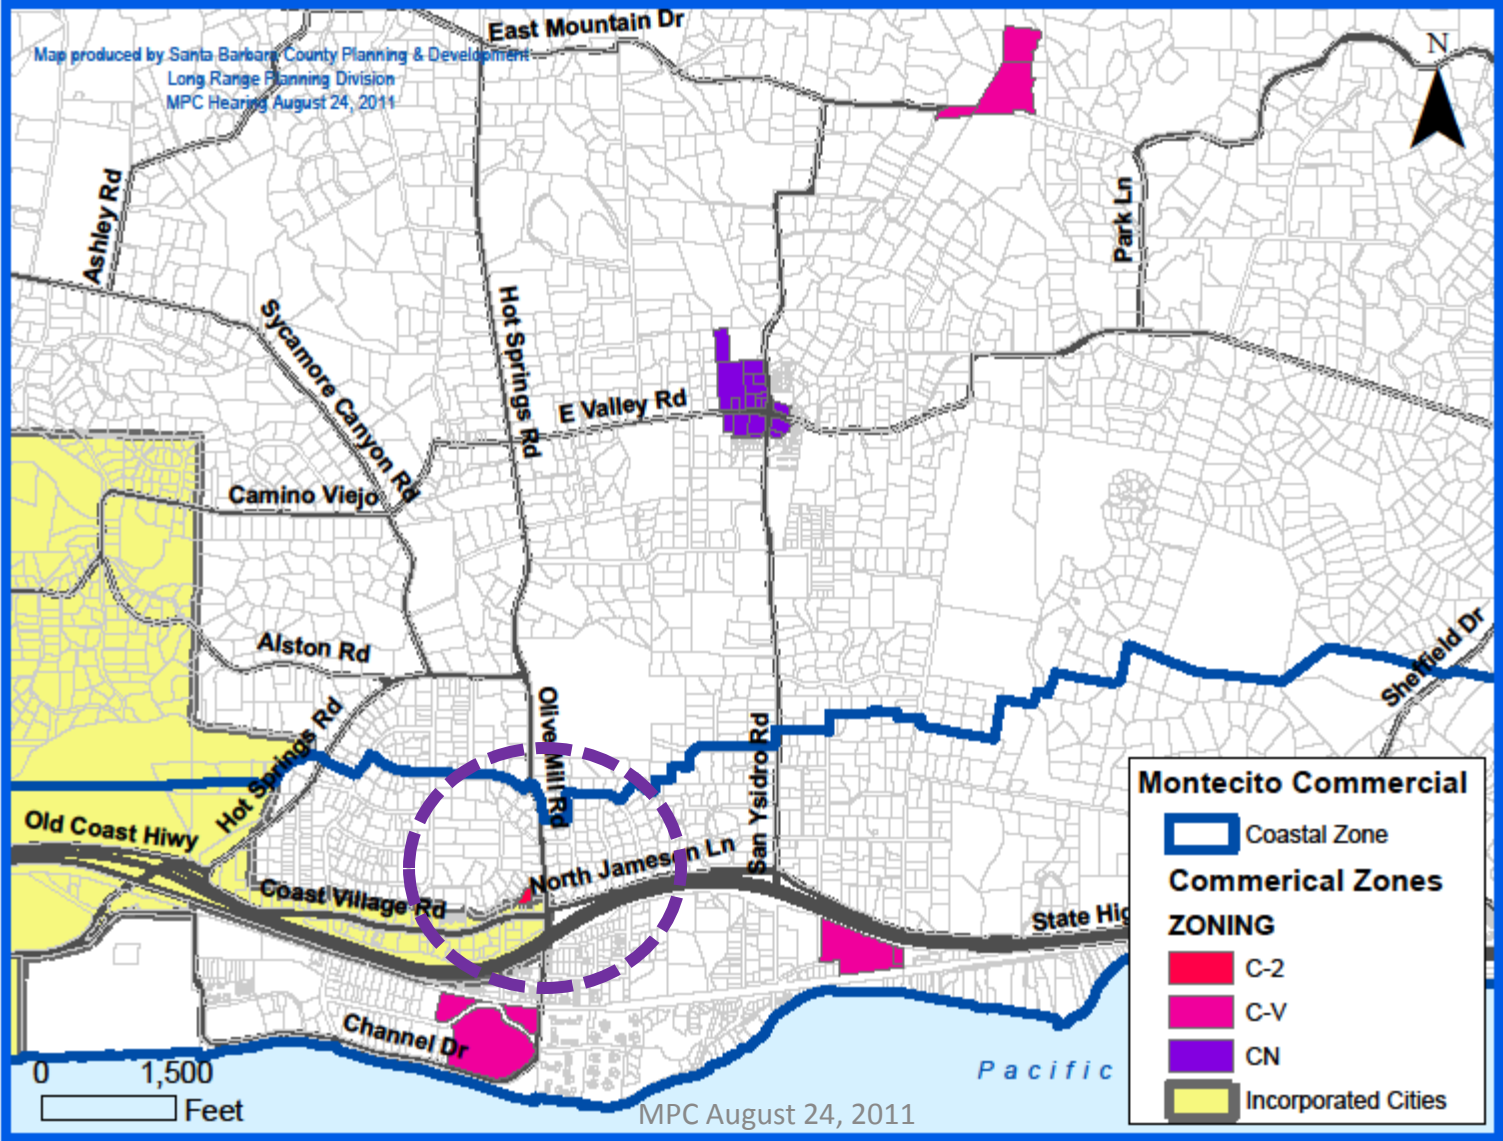 East Mountain Dr
Map produced by Santa Barbara County Planning & Development
Long Range Planning Division
MPC Hearing August 24, 2011
N
Ashley Rd
Park Ln
Sycamore Canyon Rd
Hot Springs Rd
E Valley Rd
Camino Viejo
Alston Rd
Sheffield Dr
Olive Mill Rd
Hot Springs Rd
San Ysidro Rd
Old Coast Hiwy
North Jameson Ln
Coast Village Rd
State Hig
Channel Dr
Pacific
Montecito Commercial
Coastal Zone
Commerical Zones
ZONING
C-2
C-V
CN
Incorporated Cities
0 1,500
Feet
MPC August 24, 2011